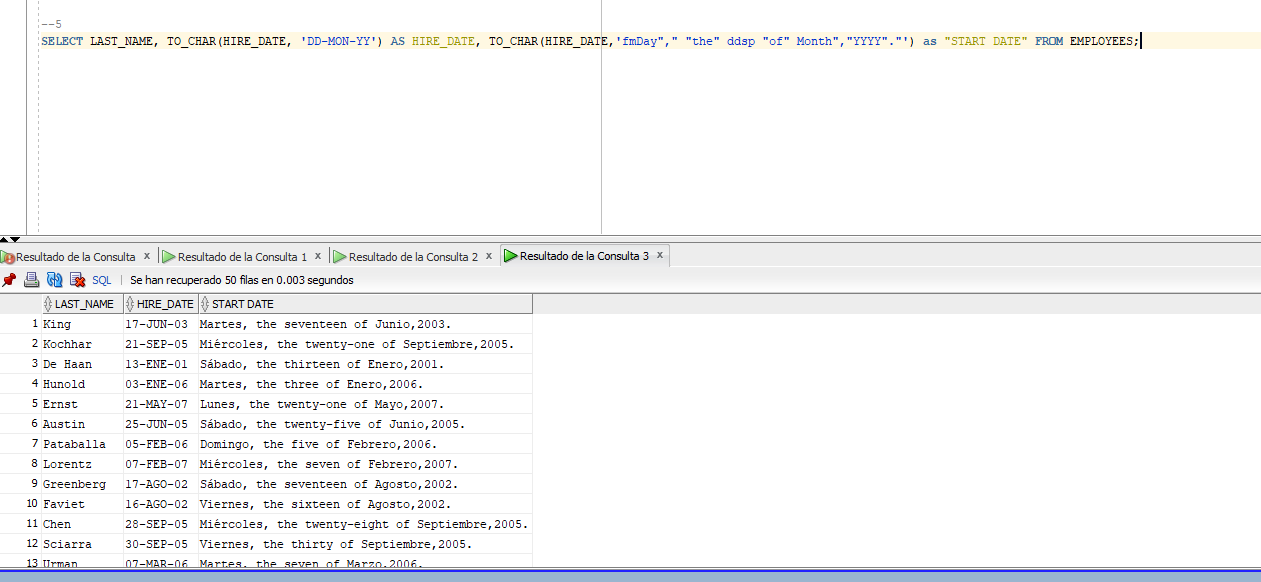 --5
SELECT LAST_NAME, TO_CHAR(HIRE_DATE, 'DD-MON-YY') AS HIRE_DATE, TO_CHAR(HIRE_DATE,'fmDay"," "the" ddsp "of" Month","YYYY"."') as "START DATE" FROM EMPLOYEES;
Resultado de la Consulta x Resultado de la Consulta 1 x Resultado de la Consulta 2 x Resultado de la Consulta 3 x
SQL | Se han recuperado 50 filas en 0.003 segundos
LAST_NAME HIRE_DATE START DATE
1 King 17-JUN-03 Martes, the seventeen of Junio,2003.
2 Kochhar 21-SEP-05 Miércoles, the twenty-one of Septiembre,2005.
3 De Haan 13-ENE-01 Sábado, the thirteen of Enero,2001.
4 Hunold 03-ENE-06 Martes, the three of Enero,2006.
5 Ernst 21-MAY-07 Lunes, the twenty-one of Mayo,2007.
6 Austin 25-JUN-05 Sábado, the twenty-five of Junio,2005.
7 Pataballa 05-FEB-06 Domingo, the five of Febrero,2006.
8 Lorentz 07-FEB-07 Miércoles, the seven of Febrero,2007.
9 Greenberg 17-AGO-02 Sábado, the seventeen of Agosto,2002.
10 Faviet 16-AGO-02 Viernes, the sixteen of Agosto,2002.
11 Chen 28-SEP-05 Miércoles, the twenty-eight of Septiembre,2005.
12 Sciarra 30-SEP-05 Viernes, the thirty of Septiembre,2005.
13 Urman 07-MAR-06 Martes, the seven of Marzo,2006.